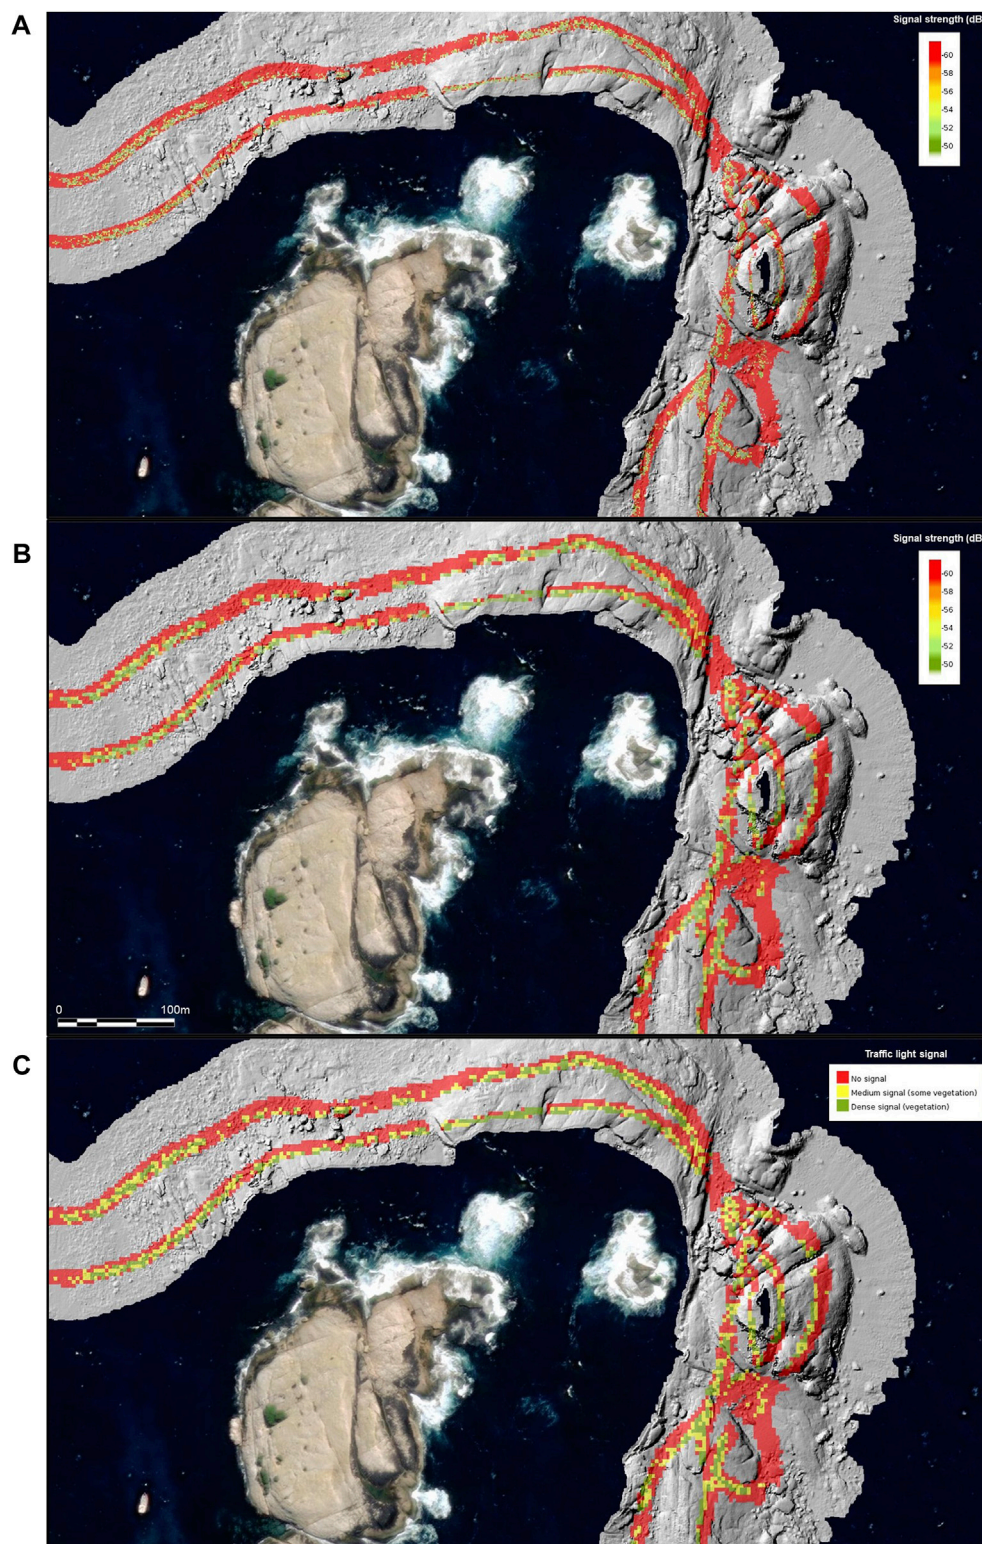 A
Signal strength (dB
-60
-58
-56
-54
-52
-50
B
Signal strength (dB
-60
-58
-56
-54
-52
-50
0 100m
C
Traffic light signal
No signal
Medium signal (some vegetation)
Dense signal (vegetation)